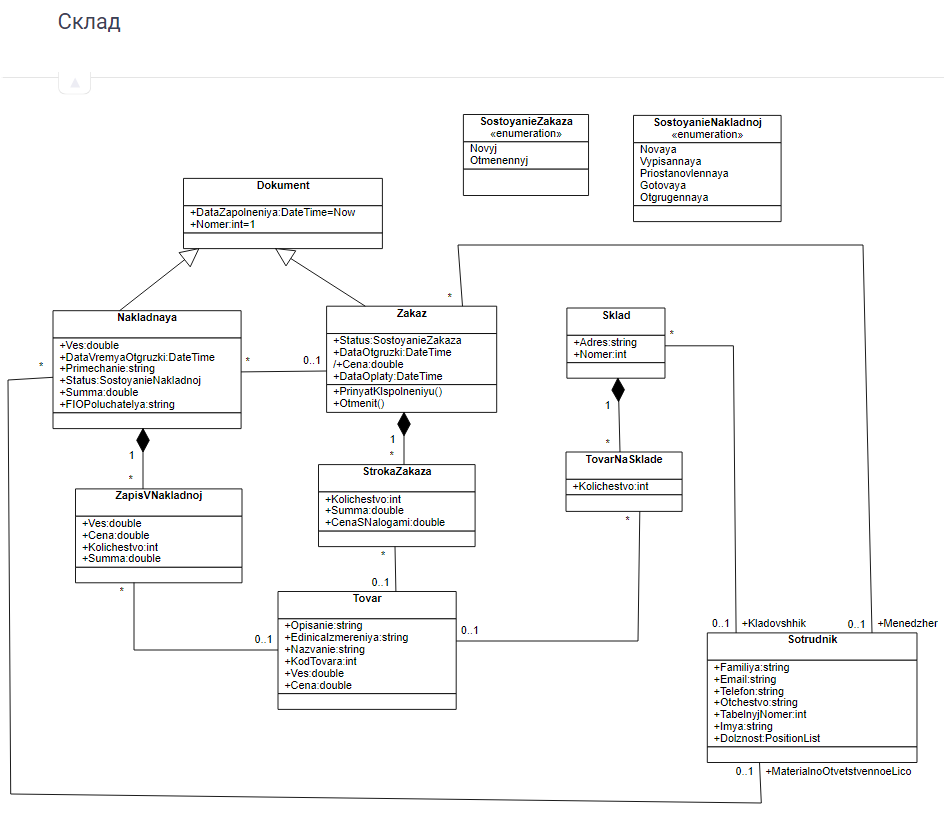 Склад
SostoyanieZakaza
«enumeration»
Novyj
Otmenennyj
SostoyanieNakladnoj
«enumeration»
Novaya
Vypisannaya
Priostanovlennaya
Gotovaya
Otgrugennaya
Dokument
+DataZapolneniya:DateTime=Now
+Nomer:int=1
Nakladnaya
+Ves:double
+DataVremyaOtgruzki:DateTime
+Primechanie:string
+Status:SostoyanieNakladnoj
+Summa:double
+FIOPoluchatelya:string
*
*
0..1
1
*
Zakaz
+Status:SostoyanieZakaza
+DataOtgruzki:DateTime
/+Cena:double
+DataOplaty:DateTime
+PrinyatKIspolneniyu()
+Otmenit()
*
1
*
Sklad
+Adres:string
+Nomer:int
*
1
*
TovarNaSklade
+Kolichestvo:int
*
StrokaZakaza
+Kolichestvo:int
+Summa:double
+CenaSNalogami:double
*
0..1
ZapisVNakladnoj
+Ves:double
+Cena:double
+Kolichestvo:int
+Summa:double
*
0..1
Tovar
+Opisanie:string
+EdinicaIzmereniya:string
+Nazvanie:string
+KodTovara:int
+Ves:double
+Cena:double
0..1
0..1 +Kladovshhik
0..1 +Menedzher
Sotrudnik
+Familiya:string
+Email:string
+Telefon:string
+Otchestvo:string
+TabelnyjNomer:int
+Imya:string
+Dolznost:PositionList
0..1 +MaterialnoOtvetstvennoeLico